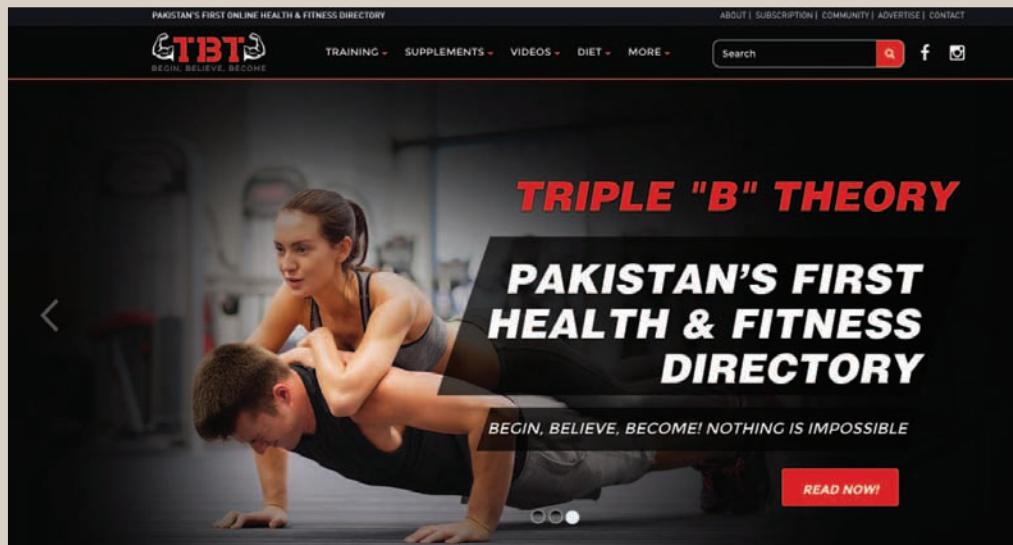 PAKISTAN'S FIRST ONLINE HEALTH & FITNESS DIRECTORY
ABOUT | SUBSCRIPTION | COMMUNITY | ADVERTISE | CONTACT
TBT
BEGIN, BELIEVE, BECOME
TRAINING SUPPLEMENTS VIDEOS DIET MORE
Search
TRIPLE "B" THEORY
PAKISTAN'S FIRST
HEALTH & FITNESS
DIRECTORY
BEGIN, BELIEVE, BECOME! NOTHING IS IMPOSSIBLE
READ NOW!